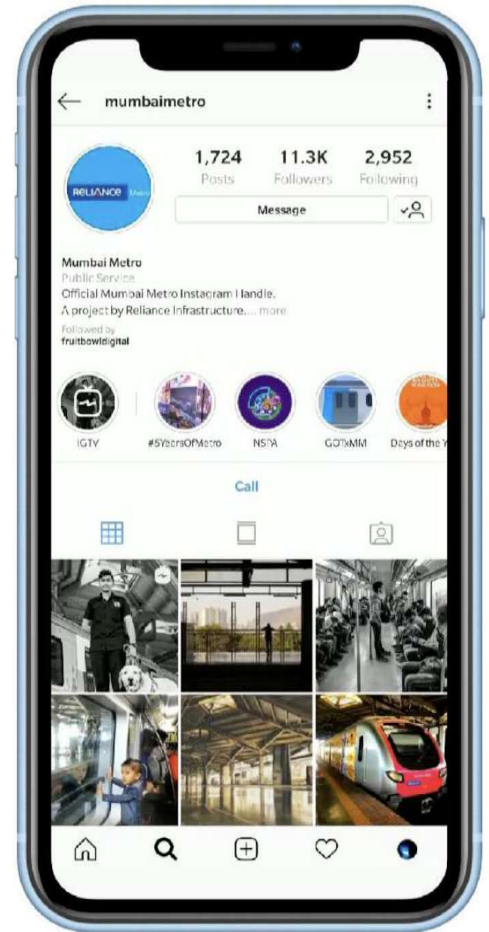 mumbaimetro
1,724 11.3K 2,952
Posts Followers Following
RELIANCE Metro
Message
Mumbai Metro
Public Service
Official Mumbai Metro Instagram Handle.
A project by Reliance Infrastructure.... more
Followed by
fruitbowldigital
IGTV #5YearsOfMetro NSPA GOTxMM Days of the Y
Call